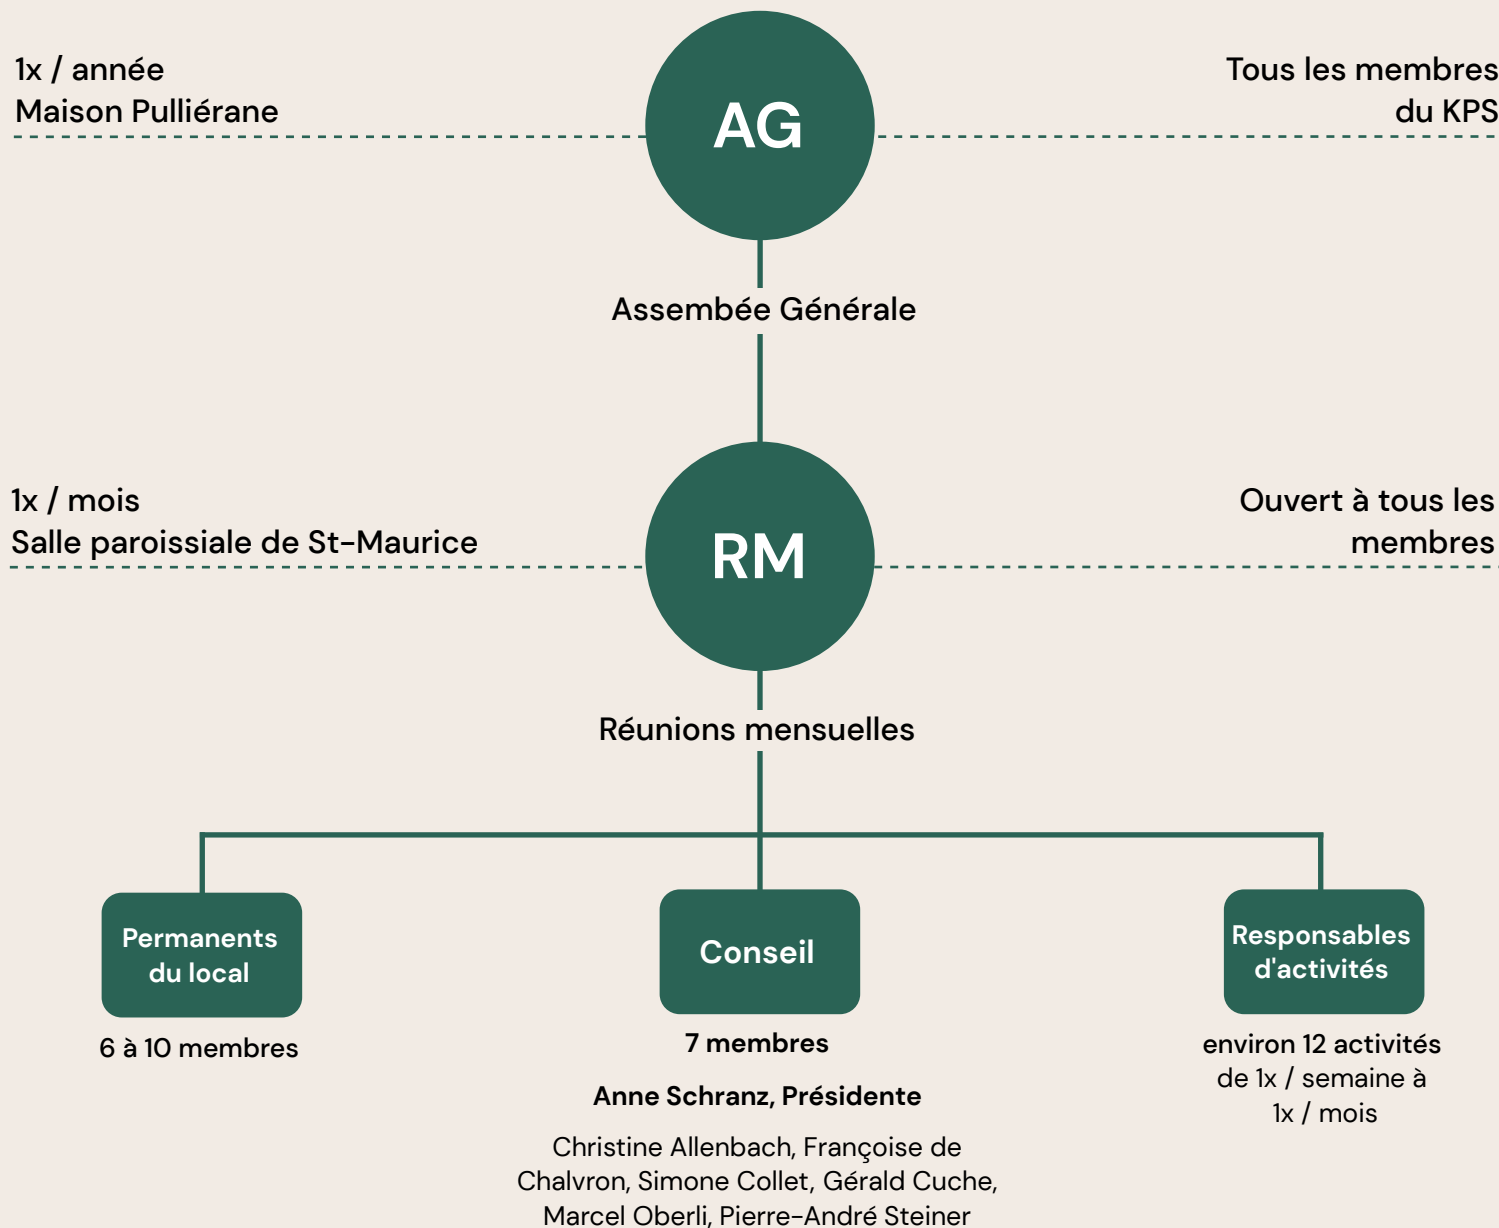 1x / année
Maison Pulliérane
AG
Tous les membres
du KPS
Assembée Générale
1x / mois
Salle paroissiale de St-Maurice
RM
Ouvert à tous les
membres
Réunions mensuelles
Permanents
du local
6 à 10 membres
Conseil
7 membres
Anne Schranz, Présidente
Christine Allenbach, Françoise de
Chalvron, Simone Collet, Gérald Cuche,
Marcel Oberli, Pierre-André Steiner
Responsables
d'activités
environ 12 activités
de 1x / semaine à
1x / mois